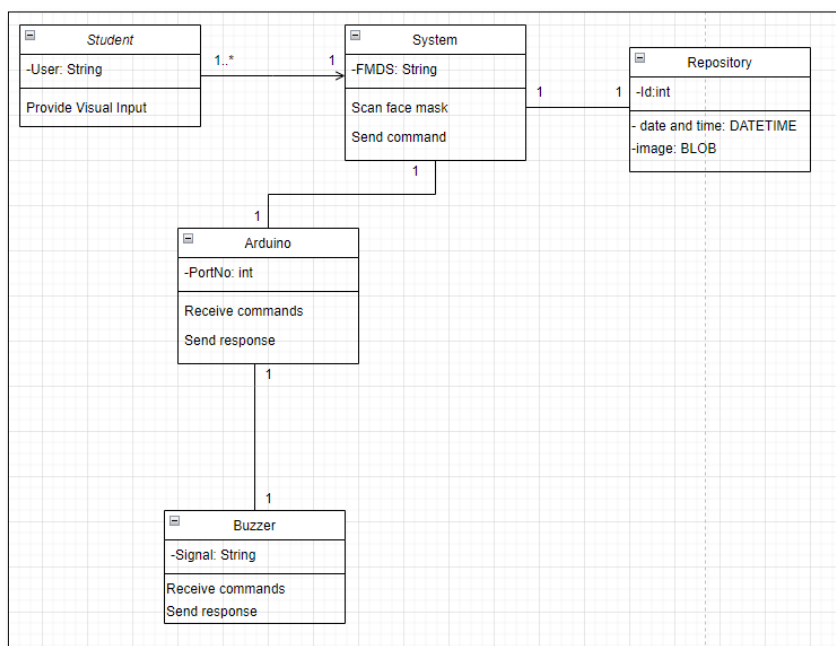 Student
-User: String
Provide Visual Input
1..*
1
System
-FMDS: String
Scan face mask
Send command
1
1
Repository
-Id:int
- date and time: DATETIME
-image: BLOB
1
1
Arduino
-PortNo: int
Receive commands
Send response
1
1
Buzzer
-Signal: String
Receive commands
Send response